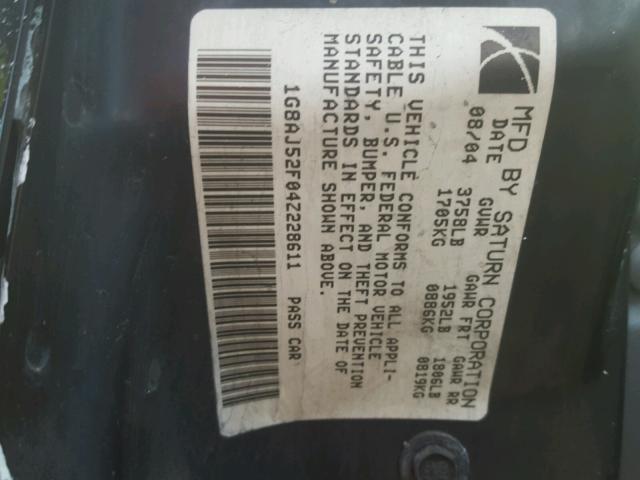 MFD BY SATURN CORPORATION
DATE GVWR GAWR FRT GAWR RR
08/04 3758LB 1952LB 1806LB
1705KG 0886KG 0819KG
THIS VEHICLE CONFORMS TO ALL APPLI-
CABLE U.S. FEDERAL MOTOR VEHICLE
SAFETY, BUMPER, AND THEFT PREVENTION
STANDARDS IN EFFECT ON THE DATE OF
MANUFACTURE SHOWN ABOVE.
1G8AJ52F04Z228611 PASS CAR